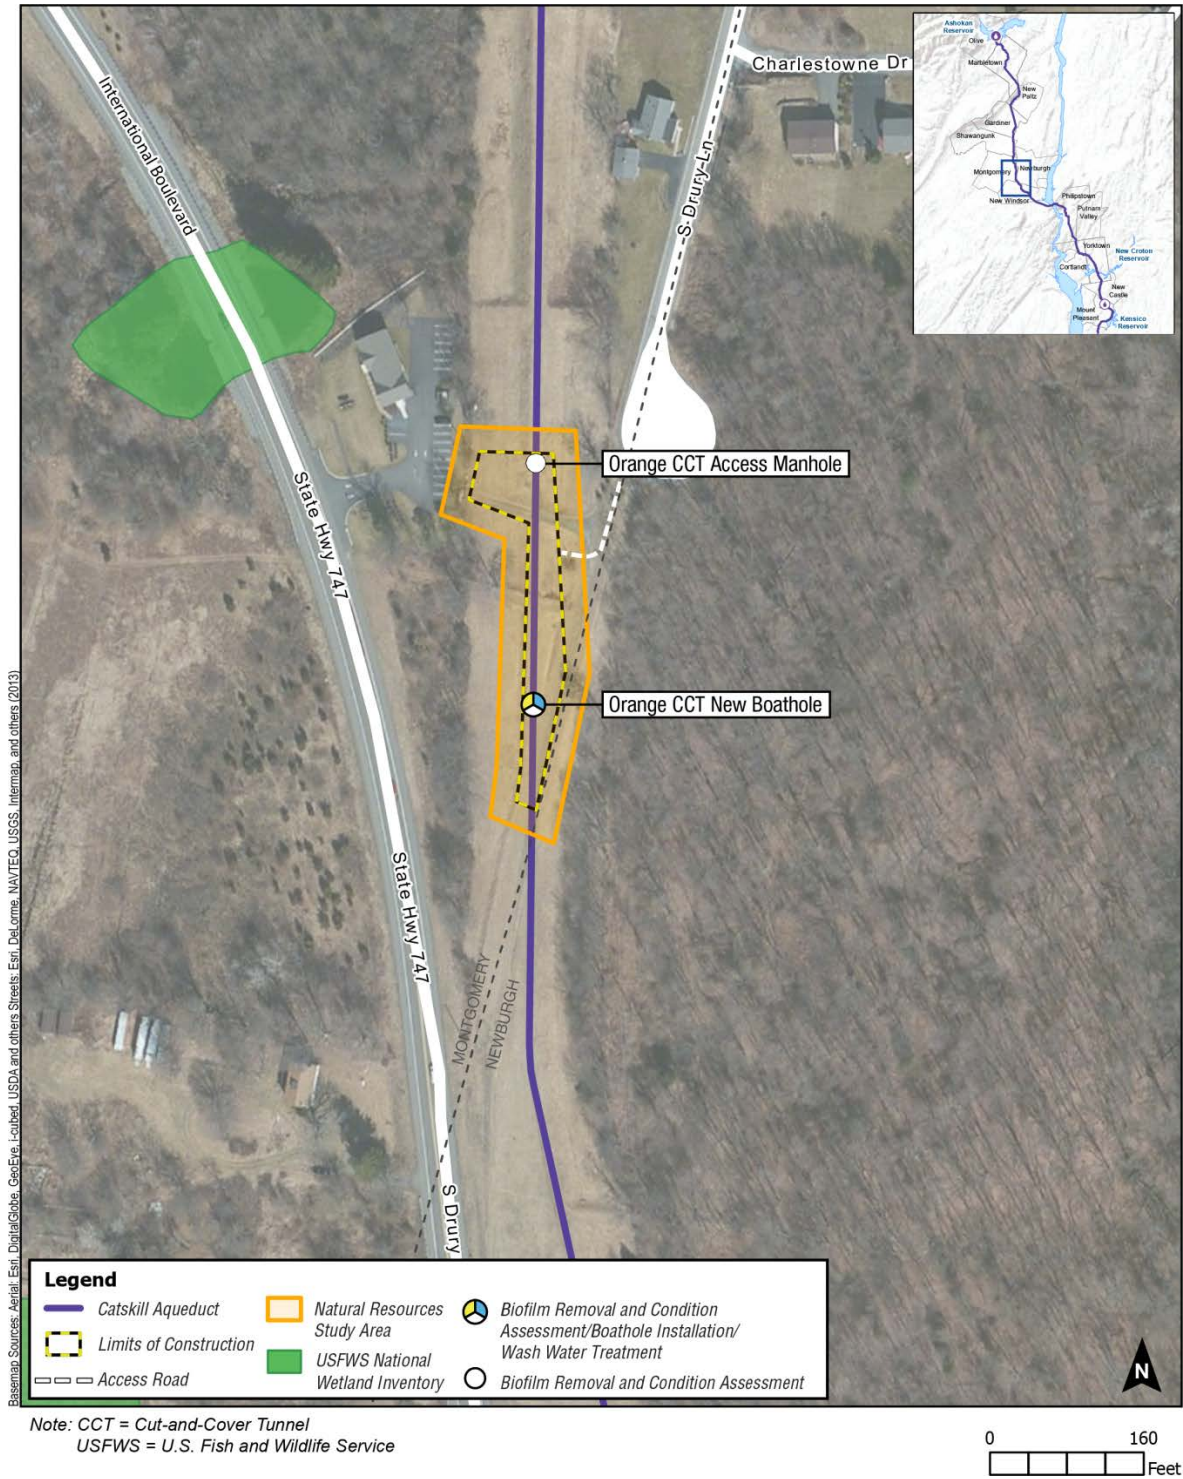 Charlestowne Dr
International Boulevard
S Drury Ln
Ashokan
Reservoir
Olive
Marbletown
New
Paltz
Gardiner
Shawangunk
Montgomery
Newburgh
New Windsor
Philipstown
Putnam
Valley
Yorktown
New Croton
Reservoir
Cortlandt
New
Castle
Mount
Pleasant
Kensico
Reservoir
Orange CCT Access Manhole
State Hwy 747
Orange CCT New Boathole
State Hwy 747
MONTGOMERY
NEWBURGH
S Drury
Basemap Sources: Aerial: Esri, DigitalGlobe, GeoEye, i-cubed, USDA and others Streets: Esri, DeLorme, NAVTEQ, USGS, Intermap, and others (2013)
Legend
Catskill Aqueduct
Limits of Construction
Access Road
Natural Resources
Study Area
USFWS National
Wetland Inventory
Biofilm Removal and Condition
Assessment/Boathole Installation/
Wash Water Treatment
Biofilm Removal and Condition Assessment
N
Note: CCT = Cut-and-Cover Tunnel
USFWS = U.S. Fish and Wildlife Service
0 160
Feet